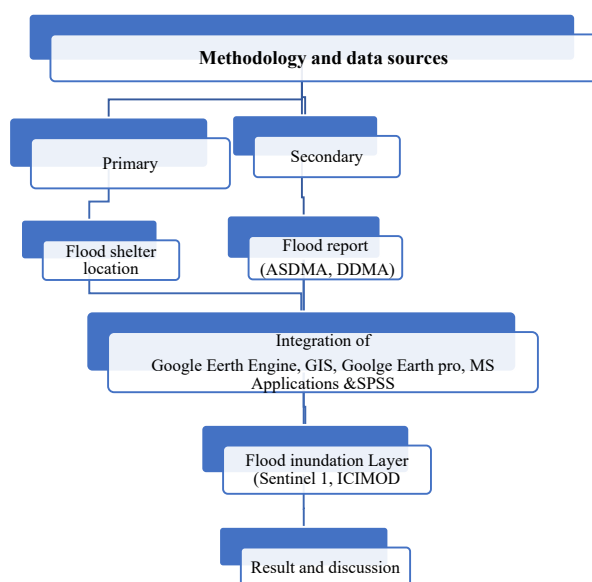 Methodology and data sources
Primary
Secondary
Flood shelter
location
Flood report
(ASDMA, DDMA)
Integration of
Google Eerth Engine, GIS, Goolge Earth pro, MS
Applications &SPSS
Flood inundation Layer
(Sentinel 1, ICIMOD
Result and discussion